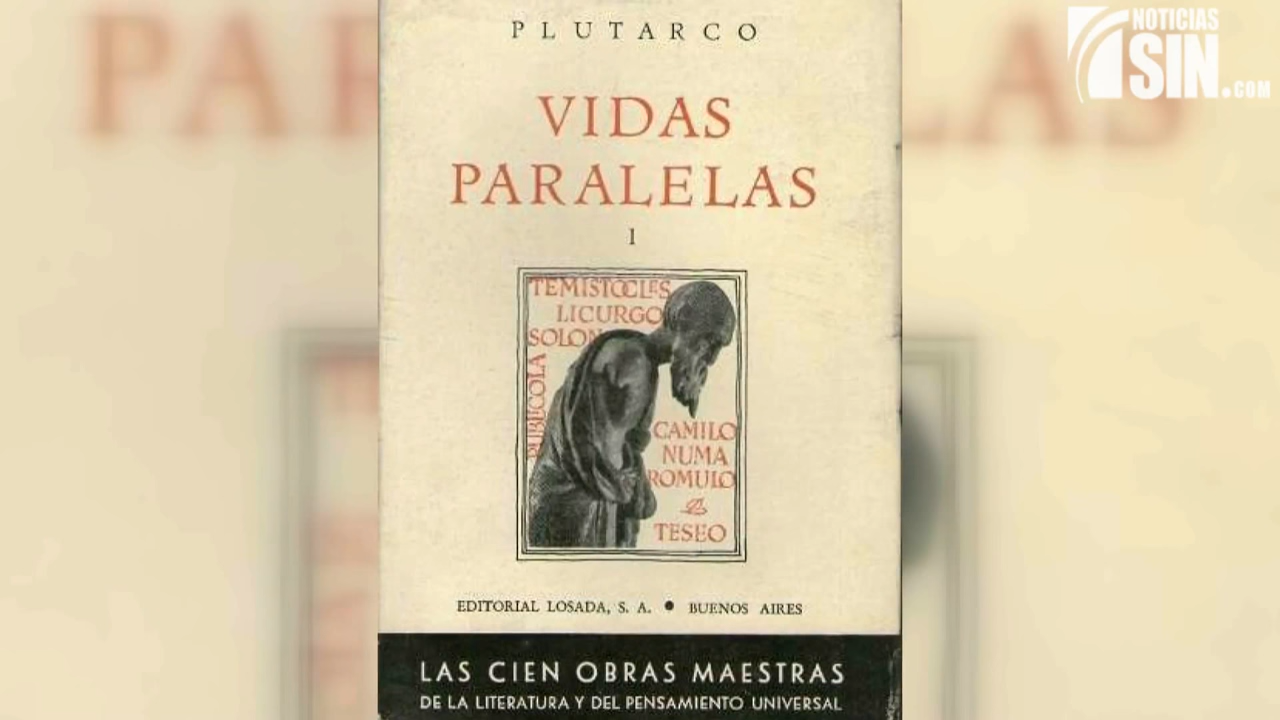 NOTICIAS
SIN.COM
PLUTARCO
VIDAS
PARALELAS
I
TEMISTOCLES
LICURGO
SOLON
PUBLICOLA
CAMILO
NUMA
ROMULO
&
TESEO
EDITORIAL LOSADA, S. A. • BUENOS AIRES
LAS CIEN OBRAS MAESTRAS
DE LA LITERATURA Y DEL PENSAMIENTO UNIVERSAL